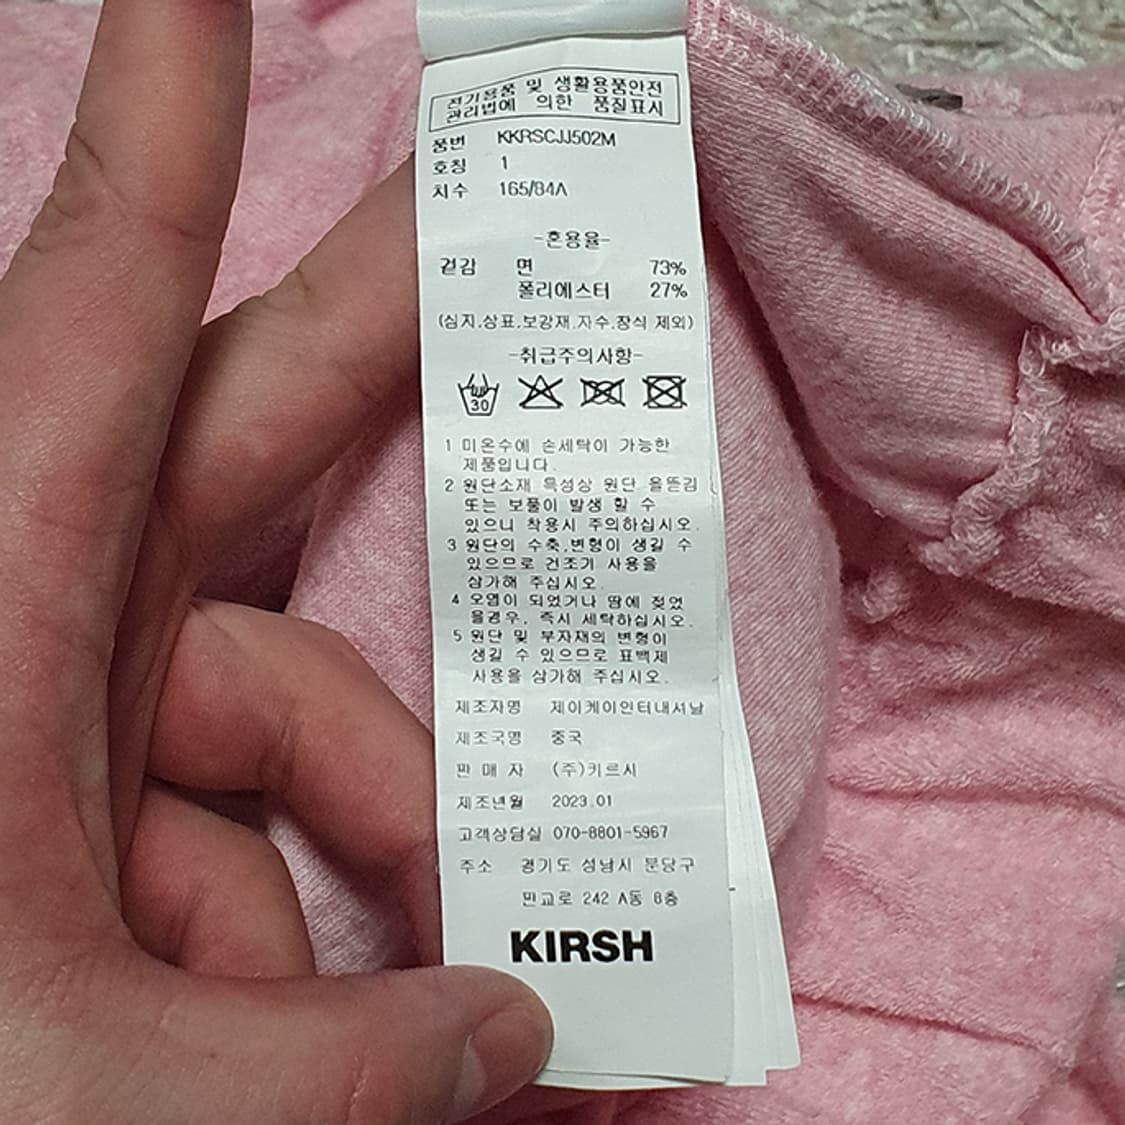 전기용품 및 생활용품안전
관리법에 의한 품질표시
품번 KKRSCJJ502M
호칭 1
치수 165/84A
-혼용율-
겉감 면 73%
폴리에스터 27%
(심지,상표,보강재,자수,장식 제외)
-취급주의사항-
30
1 미온수에 손세탁이 가능한
제품입니다.
2 원단소재 특성상 원단 올뜯김
또는 보풀이 발생 할 수
있으니 착용시 주의하십시오.
3 원단의 수축,변형이 생길 수
있으므로 건조기 사용을
삼가해 주십시오.
4 오염이 되었거나 땀에 젖었
을경우, 즉시 세탁하십시오.
5 원단 및 부자재의 변형이
생길 수 있으므로 표백제
사용을 삼가해 주십시오.
제조자명 제이케이인터내셔날
제조국명 중국
판 매 자 (주)키르시
제조년월 2023.01
고객상담실 070-8801-5967
주소 경기도 성남시 분당구
판교로 242 A동 8층
KIRSH